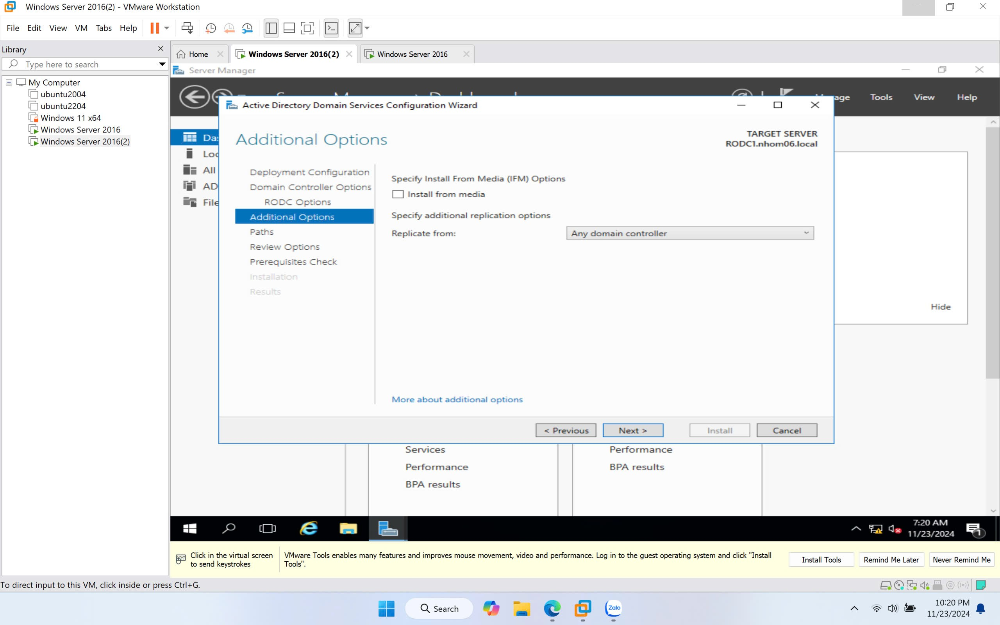 Windows Server 2016(2) - VMware Workstation
File Edit View VM Tabs Help
Library
Type here to search
My Computer
ubuntu2004
ubuntu2204
Windows 11 x64
Windows Server 2016
Windows Server 2016(2)
Home
Windows Server 2016(2)
Windows Server 2016
Server Manager
Tools View Help
Active Directory Domain Services Configuration Wizard
Additional Options
TARGET SERVER
RODC1.nhom06.local
Deployment Configuration
Domain Controller Options
RODC Options
Additional Options
Paths
Review Options
Prerequisites Check
Installation
Results
Specify Install From Media (IFM) Options
Install from media
Specify additional replication options
Replicate from: Any domain controller
More about additional options
< Previous Next > Install Cancel
All
AD
File
Hide
Services
Performance
BPA results
Performance
BPA results
7:20 AM
11/23/2024
1
Click in the virtual screen
to send keystrokes
VMware Tools enables many features and improves mouse movement, video and performance. Log in to the guest operating system and click "Install
Tools".
Install Tools Remind Me Later Never Remind Me
To direct input to this VM, click inside or press Ctrl+G.
Search
Zalo
10:20 PM
11/23/2024